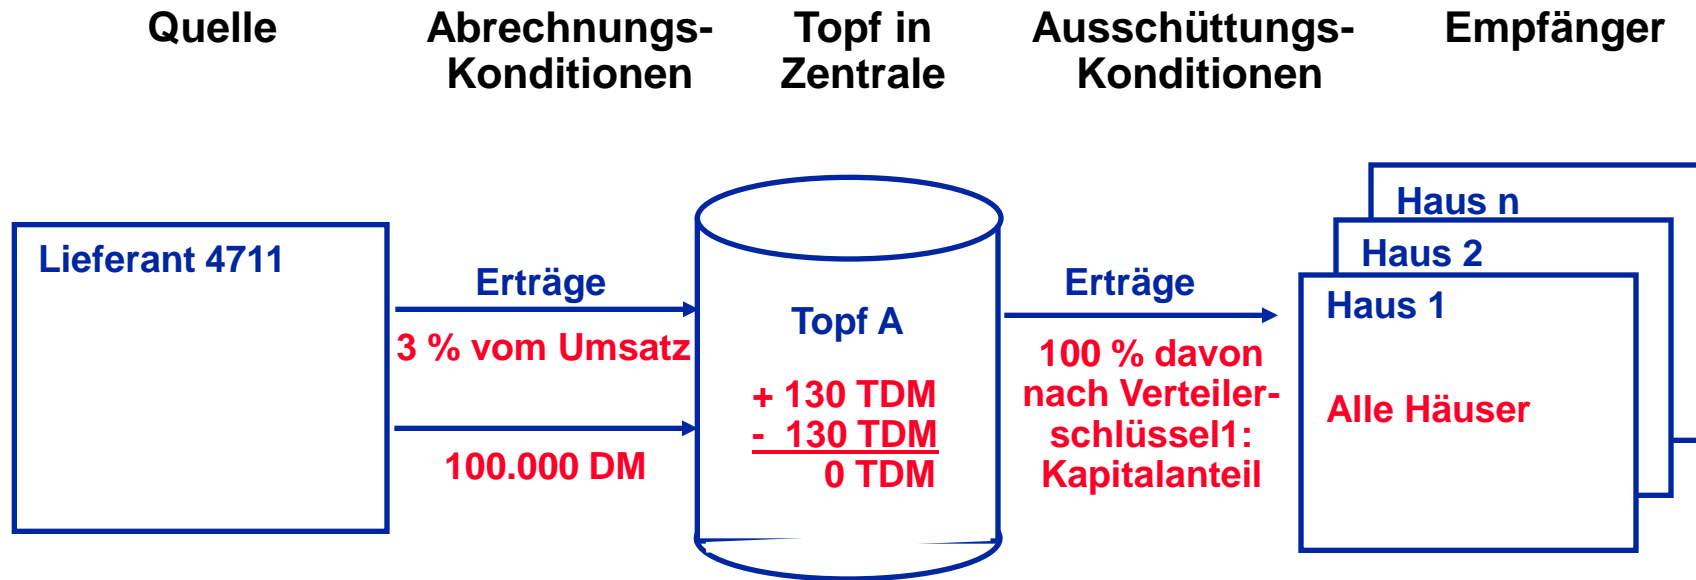 Quelle
Abrechnungs-
Konditionen
Topf in
Zentrale
Ausschüttungs-
Konditionen
Empfänger
Lieferant 4711
Erträge
3 % vom Umsatz
100.000 DM
Topf A
+ 130 TDM
- 130 TDM
0 TDM
Erträge
100 % davon
nach Verteiler-
schlüssel1:
Kapitalanteil
Haus n
Haus 2
Haus 1
Alle Häuser